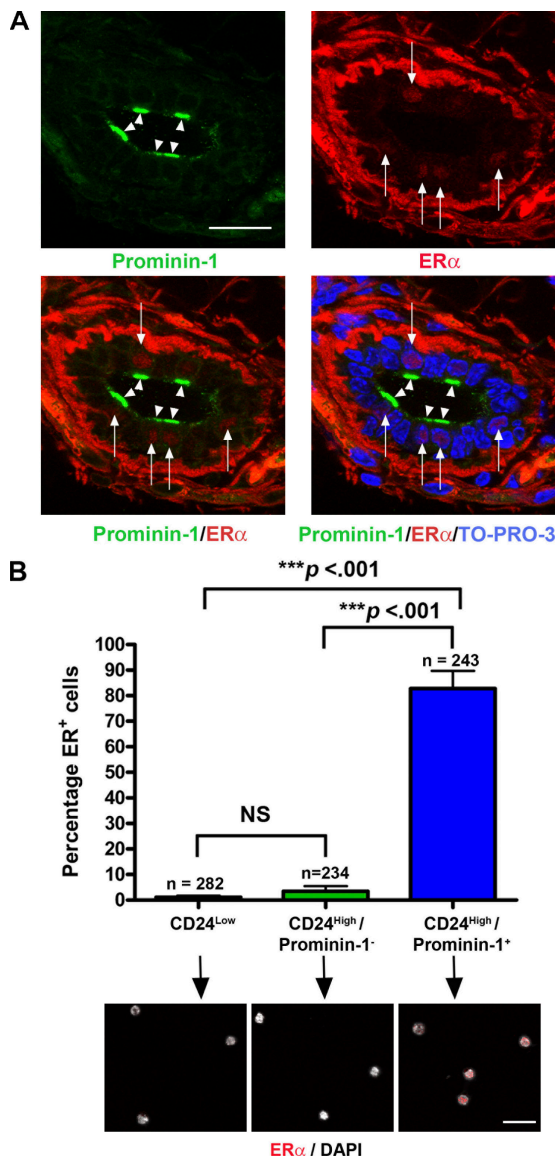 A
Prominin-1
ERα
Prominin-1/ERα
Prominin-1/ERα/TO-PRO-3
B
***p <.001
***p <.001
100
90
80
70
60
50
40
30
20
10
0
Percentage ER⁺ cells
n = 243
NS
n = 282
n=234
CD24ᴸᵒʷ
CD24ᴴⁱᵍʰ/
Prominin-1⁻
CD24ᴴⁱᵍʰ/
Prominin-1⁺
ERα / DAPI